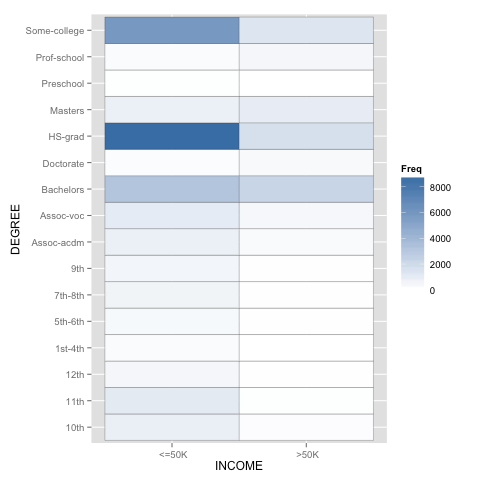 Some-college
Prof-school
Preschool
Masters
HS-grad
Doctorate
Bachelors
Assoc-voc
Assoc-acdm
9th
7th-8th
5th-6th
1st-4th
12th
11th
10th
DEGREE
<=50K
>50K
INCOME
Freq
8000
6000
4000
2000
0